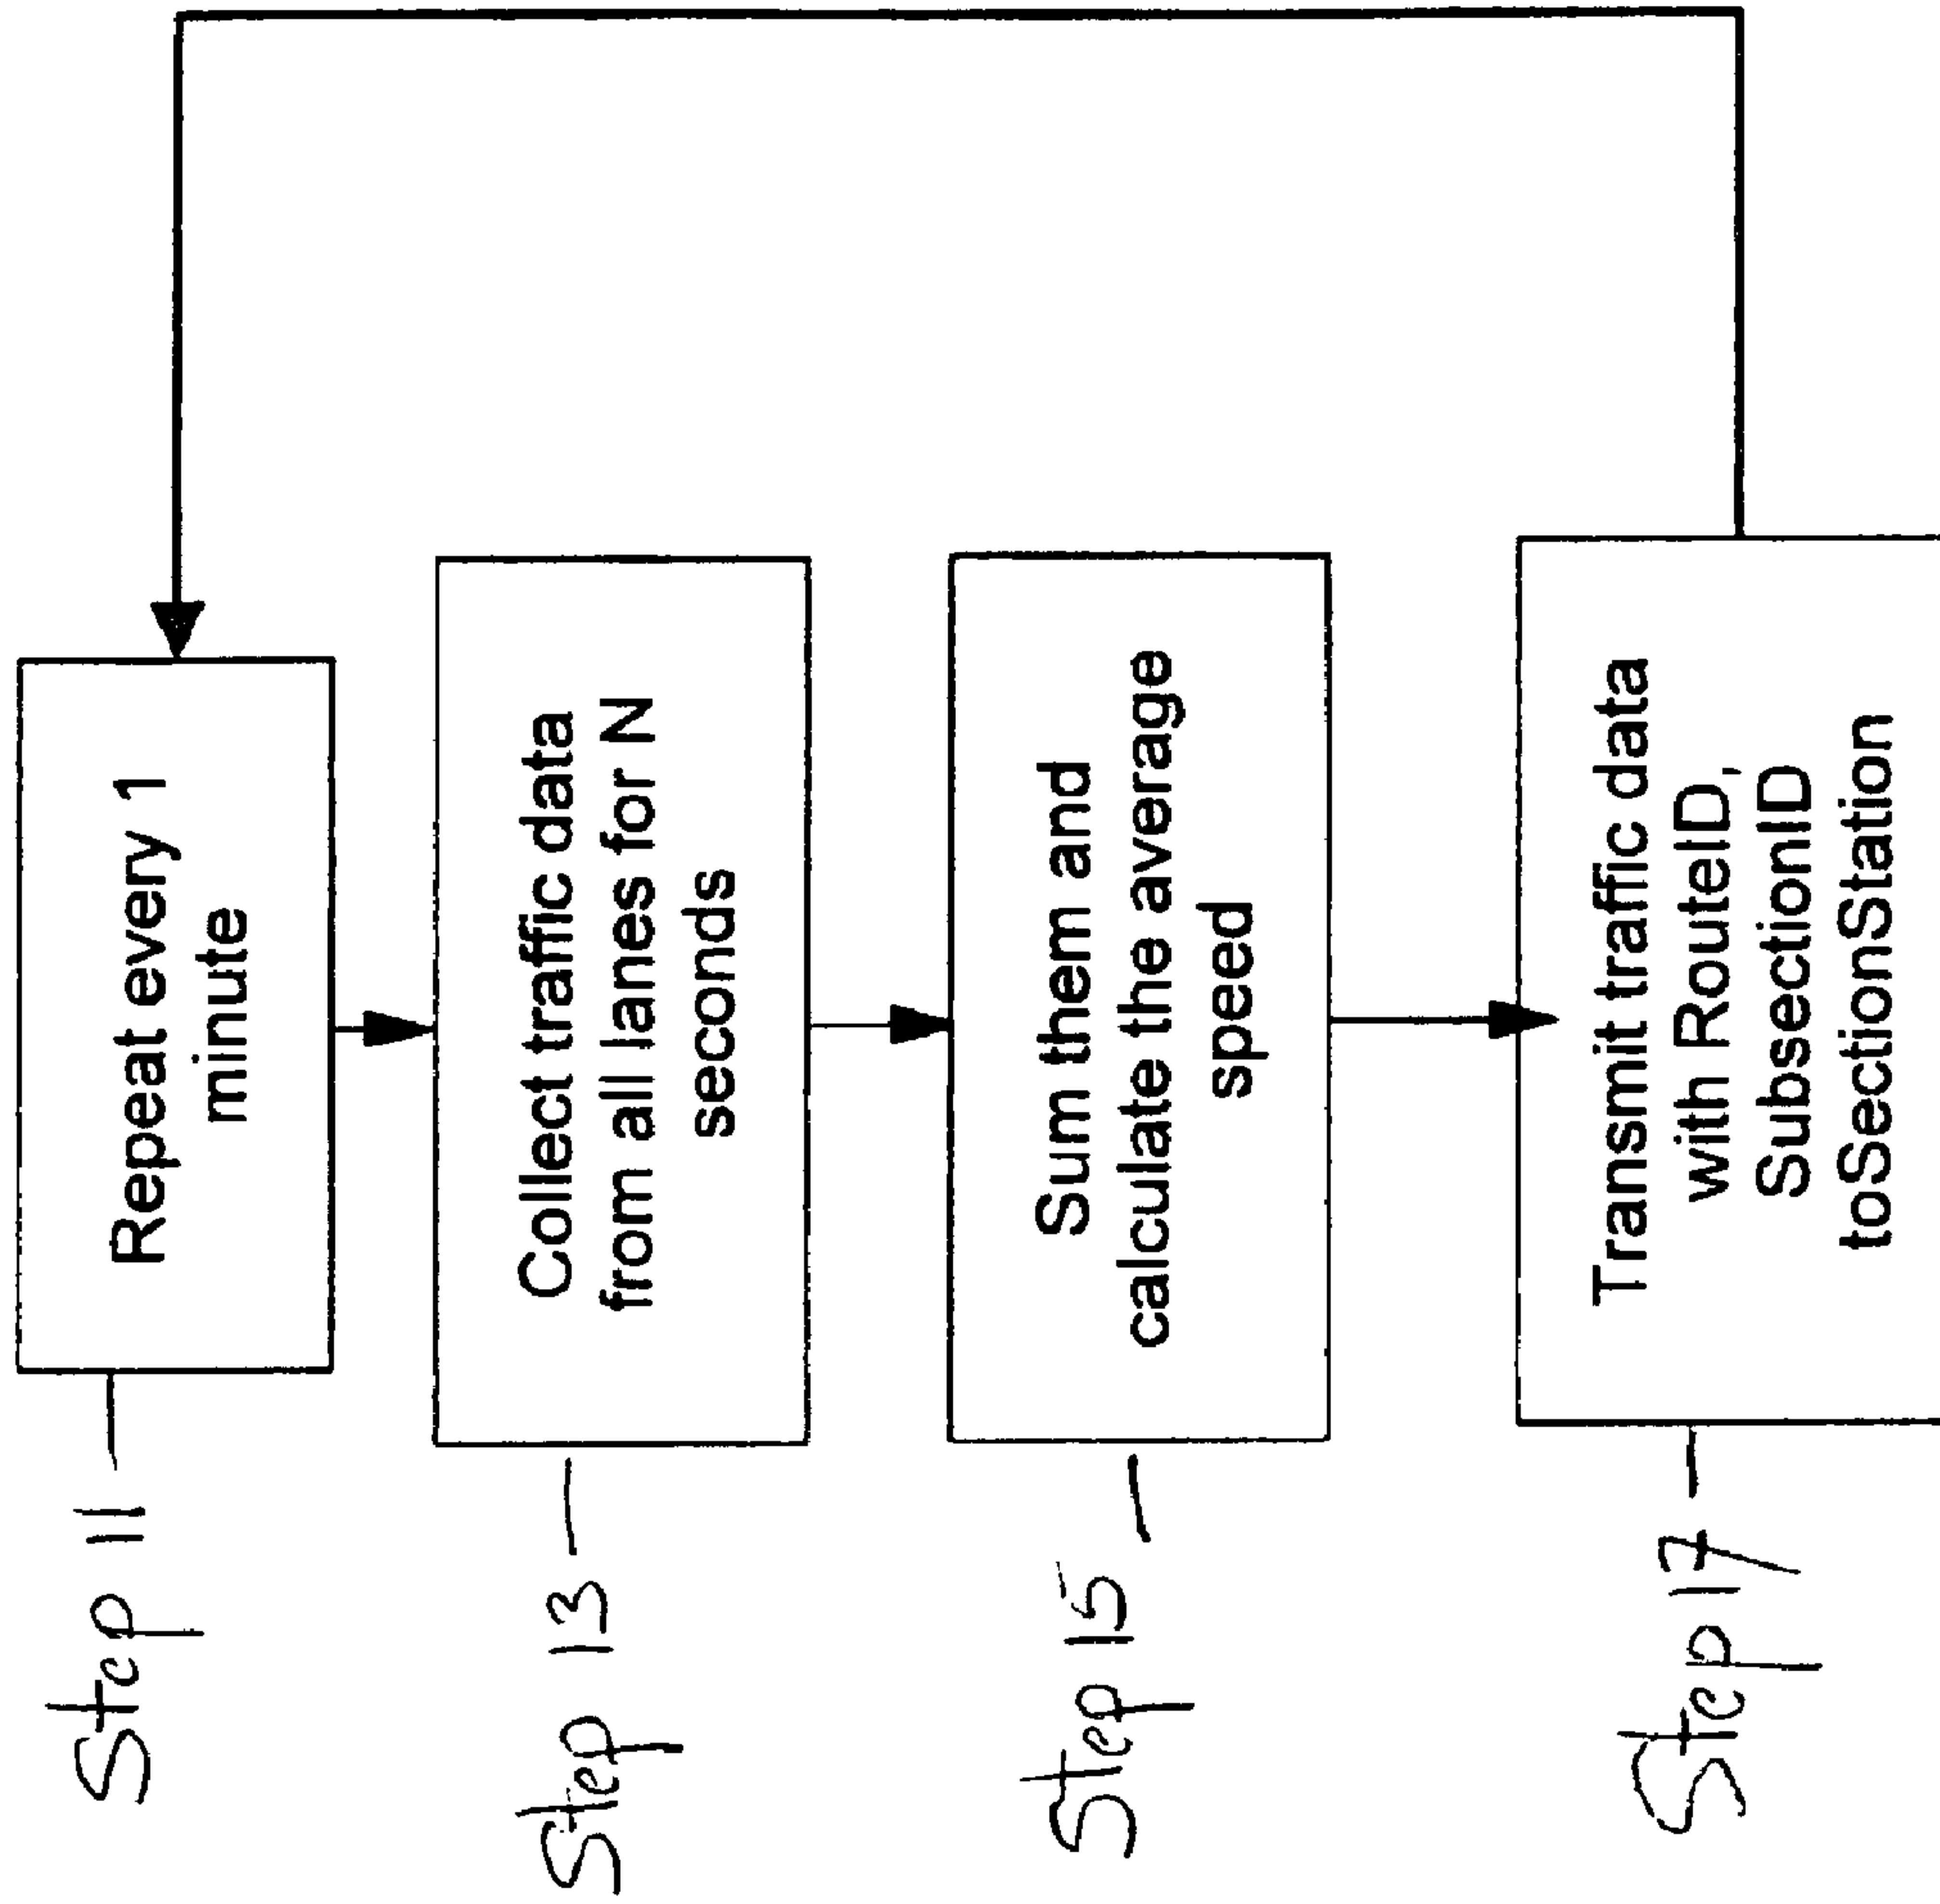 Step 11
Repeat every 1
minute
Step 13
Collect traffic data
from all lanes for N
seconds
Step 15
Sum them and
calculate the average
speed
Step 17
Transmit traffic data
with RouteID,
SubsectionID
toSectionStation